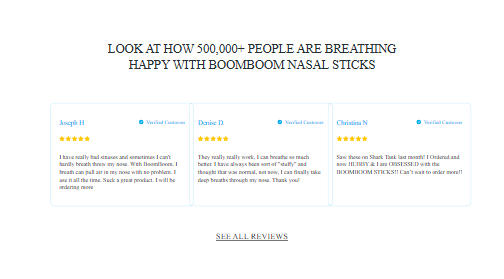 LOOK AT HOW 500,000+ PEOPLE ARE BREATHING
HAPPY WITH BOOMBOOM NASAL STICKS
Joseph H
Verified Customer
I have really bad sinuses and sometimes I can't
hardly breath threw my nose. With BoomBoom. I
breath can pull air in my nose with no problem. I
use it all the time. Such a great product. I will be
ordering more
Denise D.
Verified Customer
They really really work, I can breathe so much
better. I have always been sort of "stuffy" and
thought that was normal, not now, I can finally take
deep breaths through my nose. Thank you!
Christina N
Verified Customer
Saw these on Shark Tank last month! I Ordered and
now HUBBY & I are OBSESSED with the
BOOMBOOM STICKS!! Can't wait to order more!!
SEE ALL REVIEWS